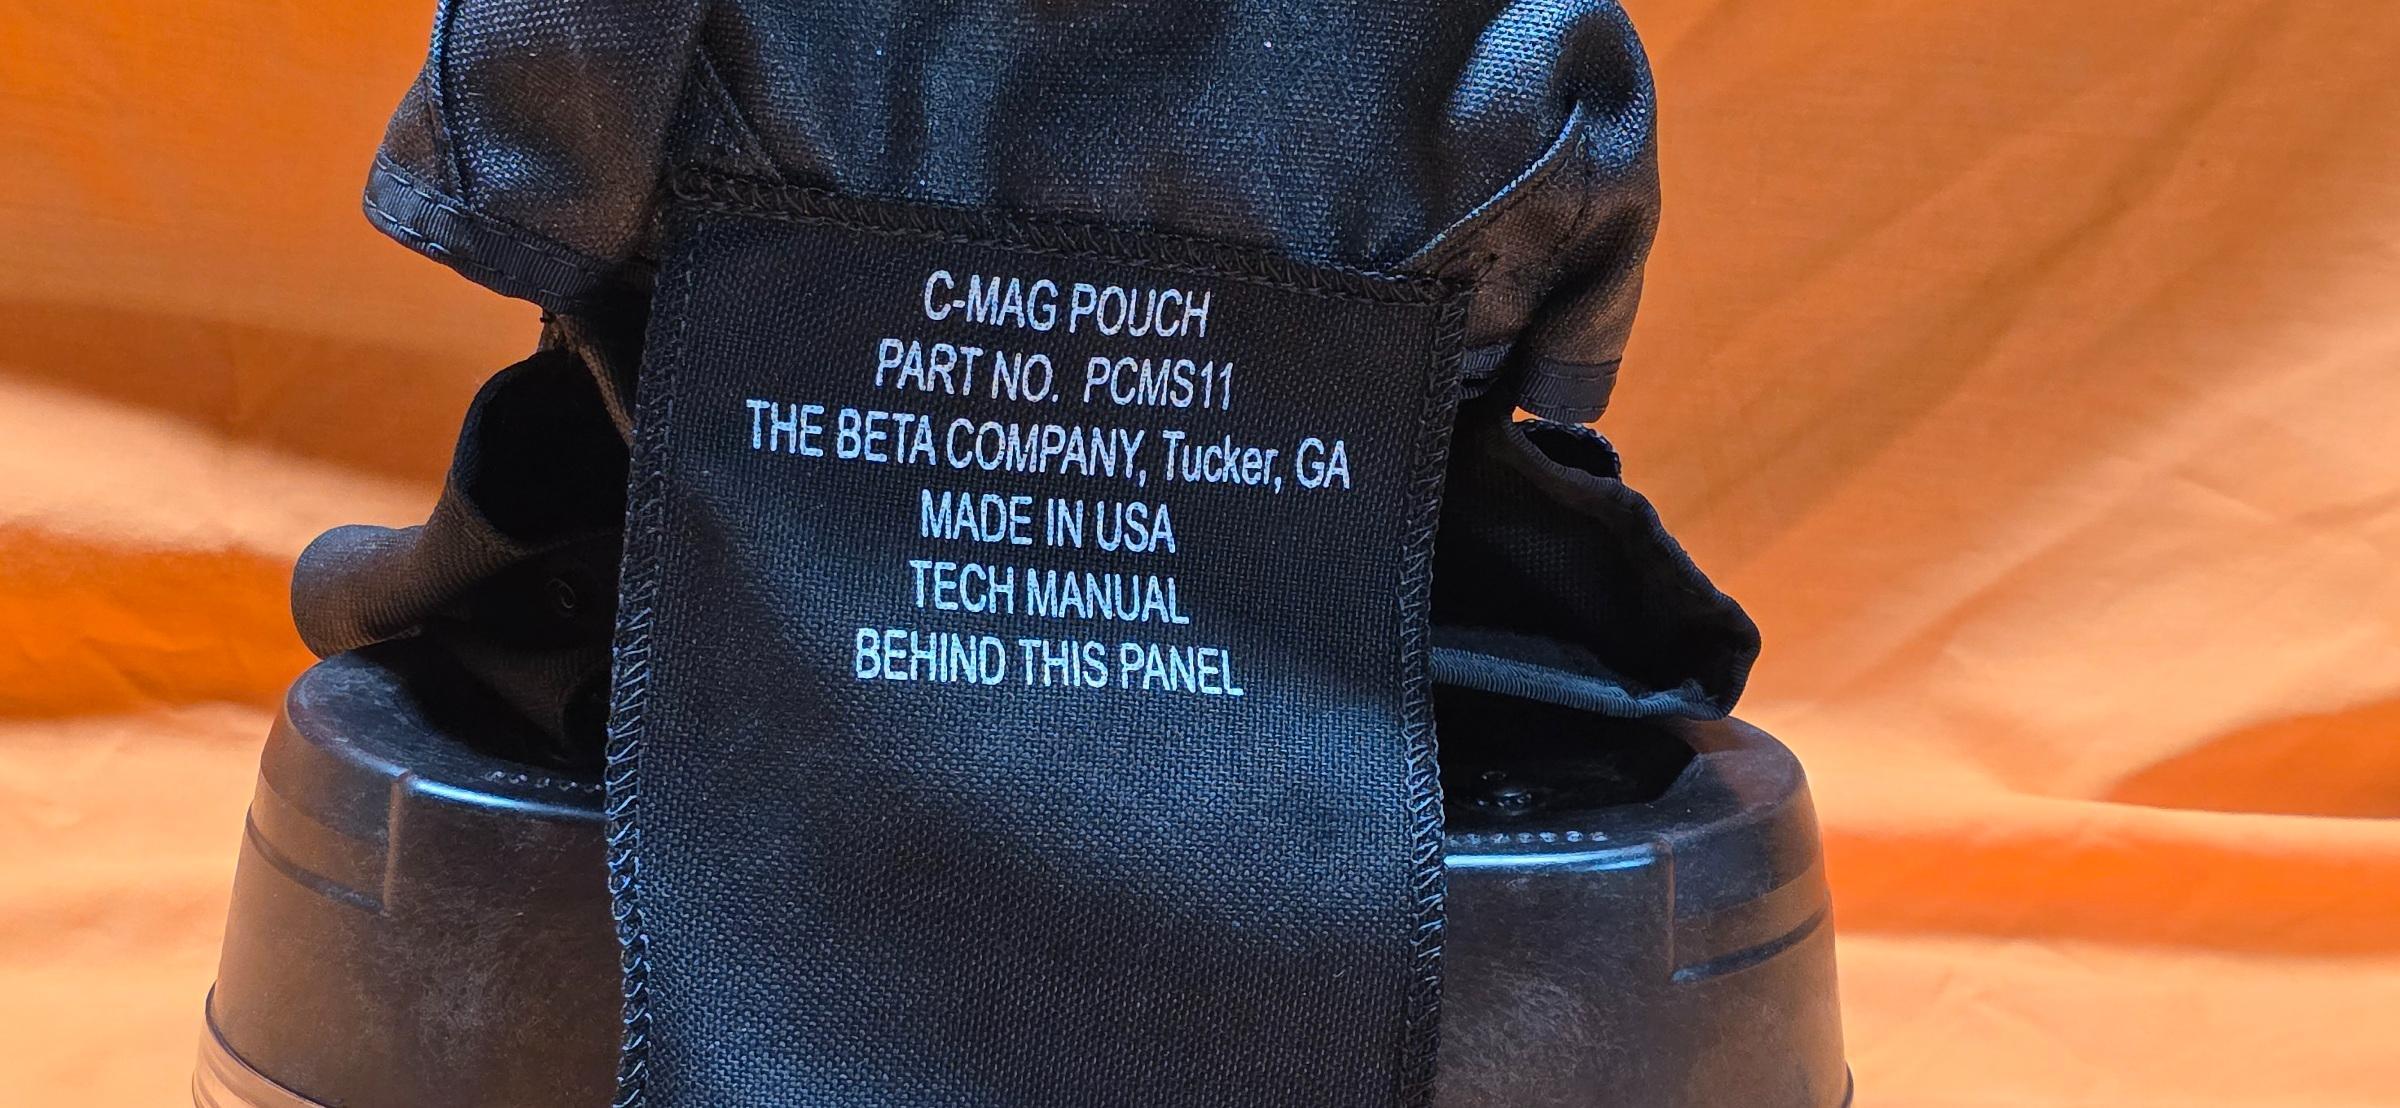 C-MAG POUCH
PART NO. PCMS11
THE BETA COMPANY, Tucker, GA
MADE IN USA
TECH MANUAL
BEHIND THIS PANEL